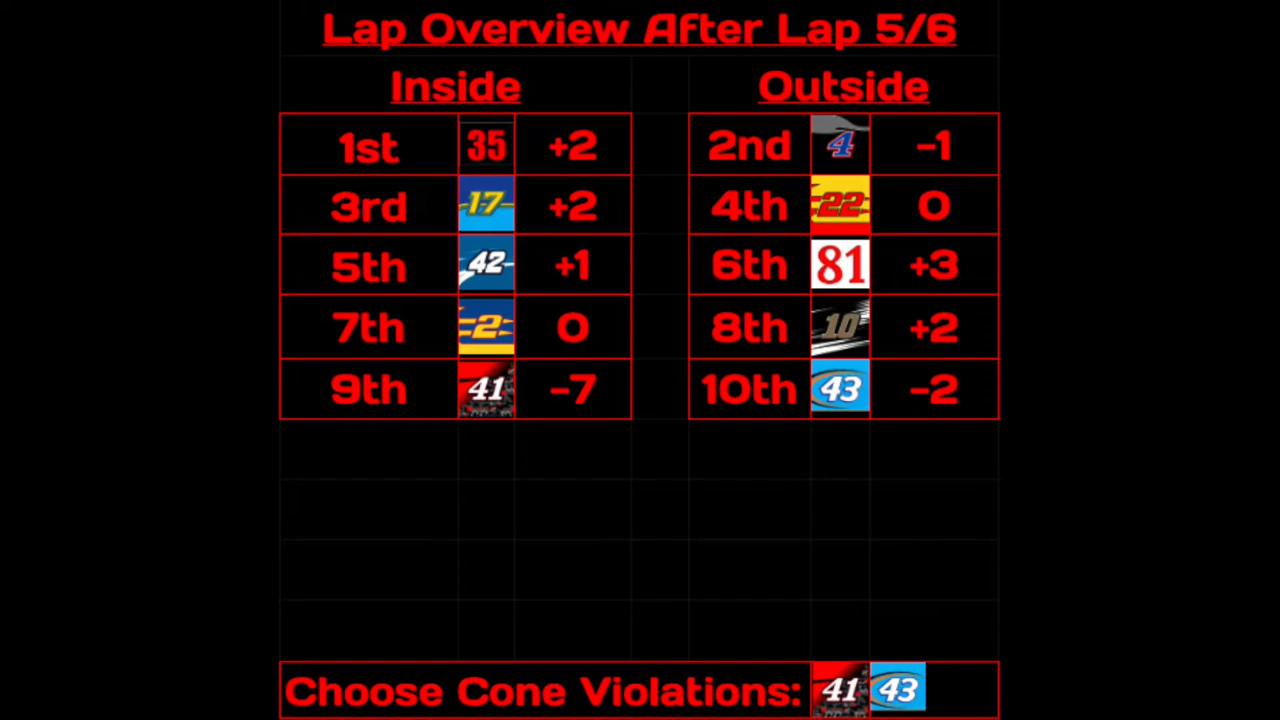 Lap Overview After Lap 5/6
Inside Outside
1st 35 +2 2nd 4 -1
3rd 17 +2 4th 22 0
5th 42 +1 6th 81 +3
7th 2 0 8th 10 +2
9th 41 -7 10th 43 -2
Choose Cone Violations: 41 43